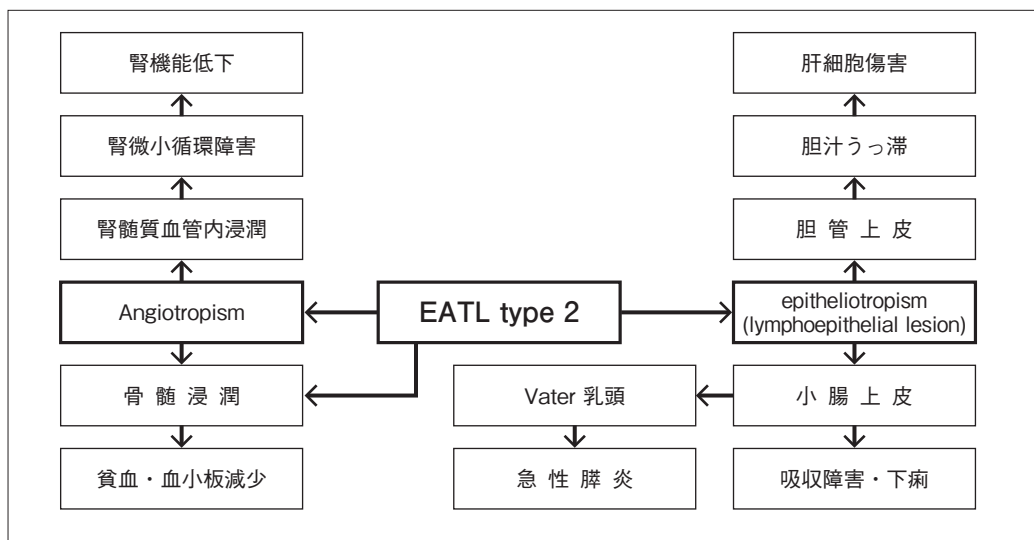 腎機能低下
肝細胞傷害
腎微小循環障害
胆汁うっ滞
腎髄質血管内浸潤
胆管上皮
Angiotropism
EATL type 2
epitheliotropism
(lymphoepithelial lesion)
骨髄浸潤
Vater 乳頭
小腸上皮
貧血・血小板減少
急性膵炎
吸収障害・下痢